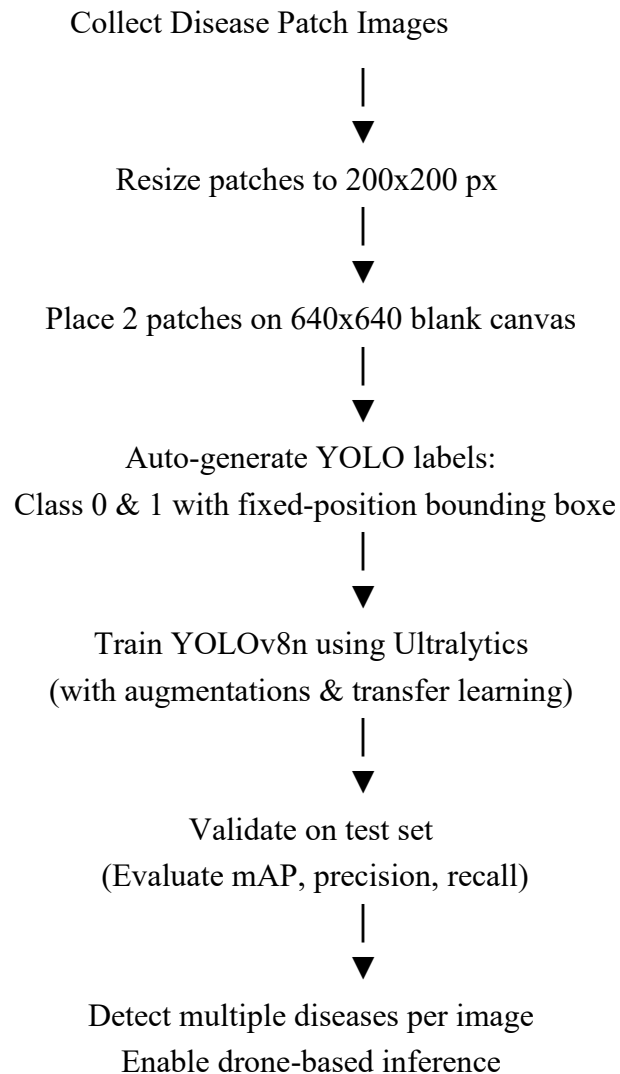 Collect Disease Patch Images
Resize patches to 200x200 px
Place 2 patches on 640x640 blank canvas
Auto-generate YOLO labels:
Class 0 & 1 with fixed-position bounding boxe
Train YOLOv8n using Ultralytics
(with augmentations & transfer learning)
Validate on test set
(Evaluate mAP, precision, recall)
Detect multiple diseases per image
Enable drone-based inference